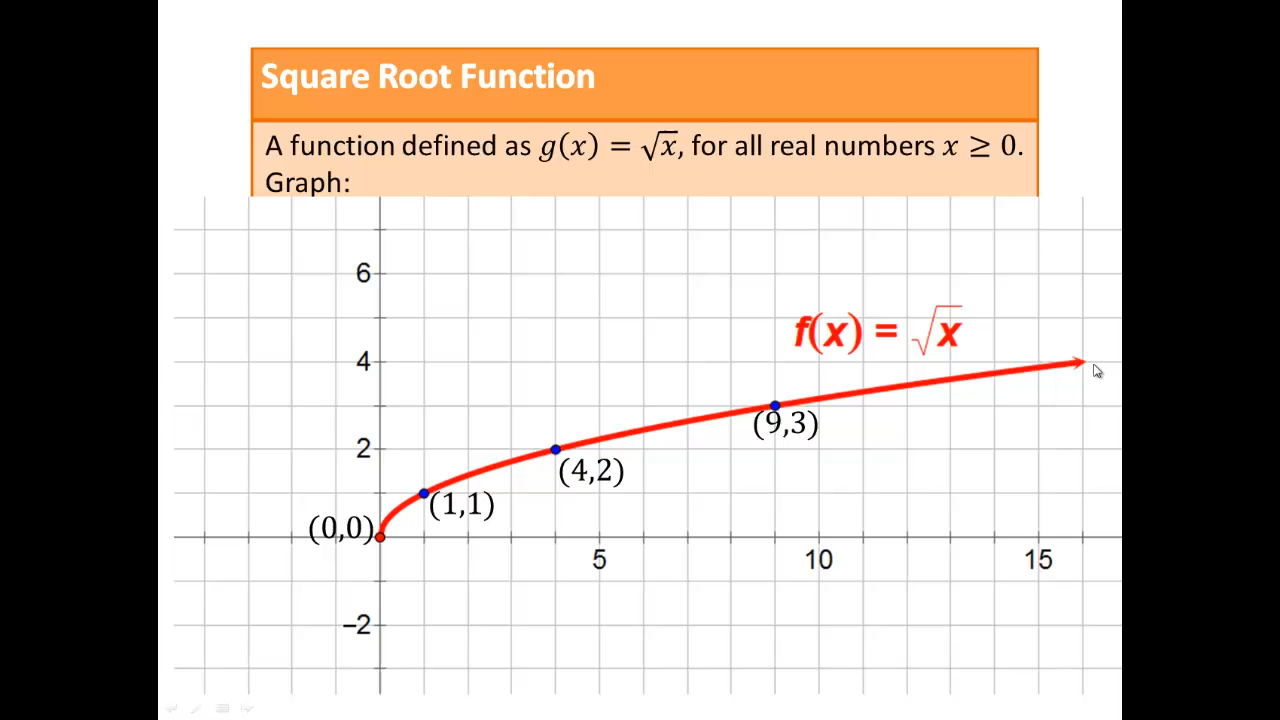 Square Root Function
A function defined as g(x) = √x, for all real numbers x ≥ 0.
Graph:
6
f(x) = √x
4
(9,3)
2
(4,2)
(1,1)
(0,0)
5 10 15
−2